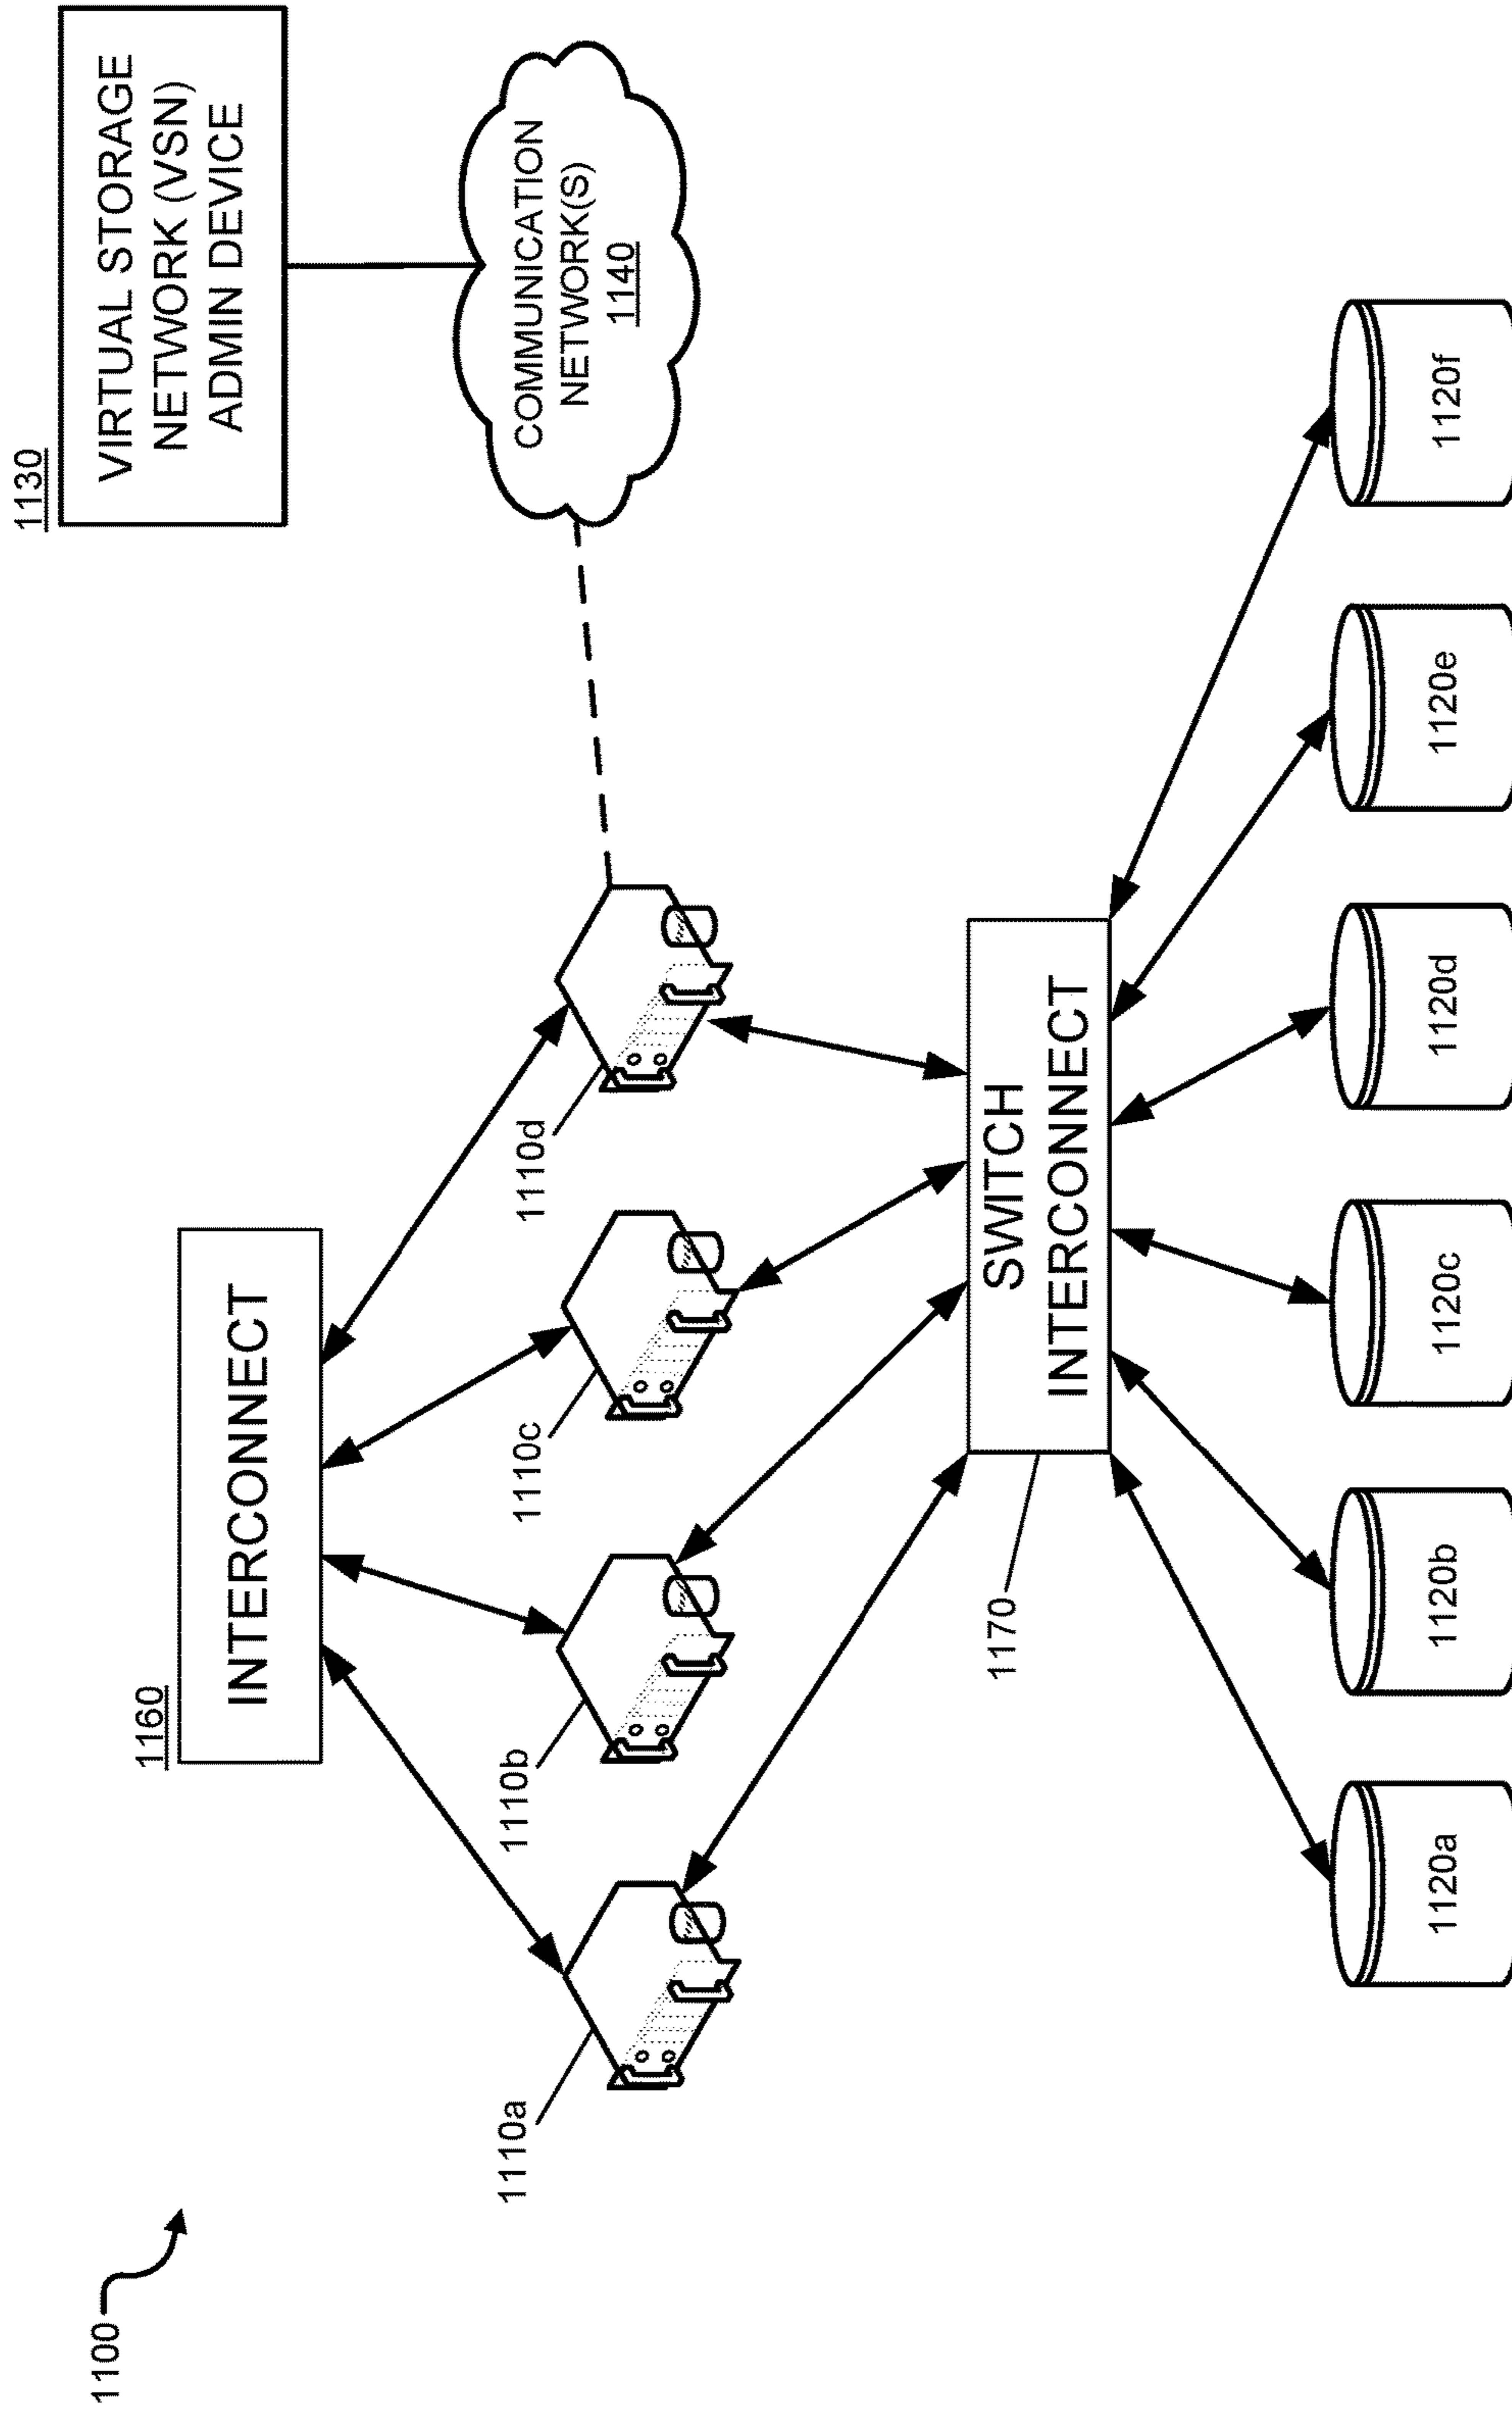 1100
1130
VIRTUAL STORAGE
NETWORK (VSN)
ADMIN DEVICE
1160
INTERCONNECT
COMMUNICATION
NETWORK(S)
1140
1110a
1110b
1110c
1110d
SWITCH
INTERCONNECT
1170
1120a
1120b
1120c
1120d
1120e
1120f